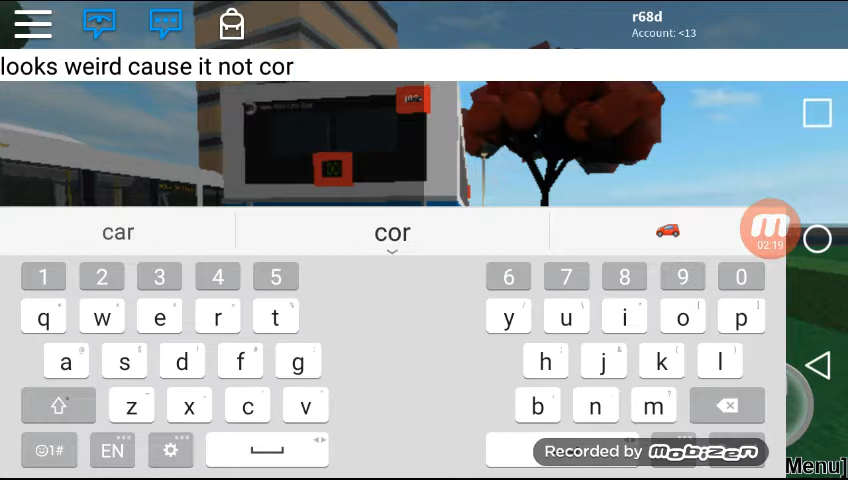 r68d
Account: <13
looks weird cause it not cor
car cor
02:19
1 2 3 4 5 6 7 8 9 0
q w e r t y u i o p
a s d f g h j k l
z x c v b n m
☺1# EN
Recorded by mobizen
Menu]